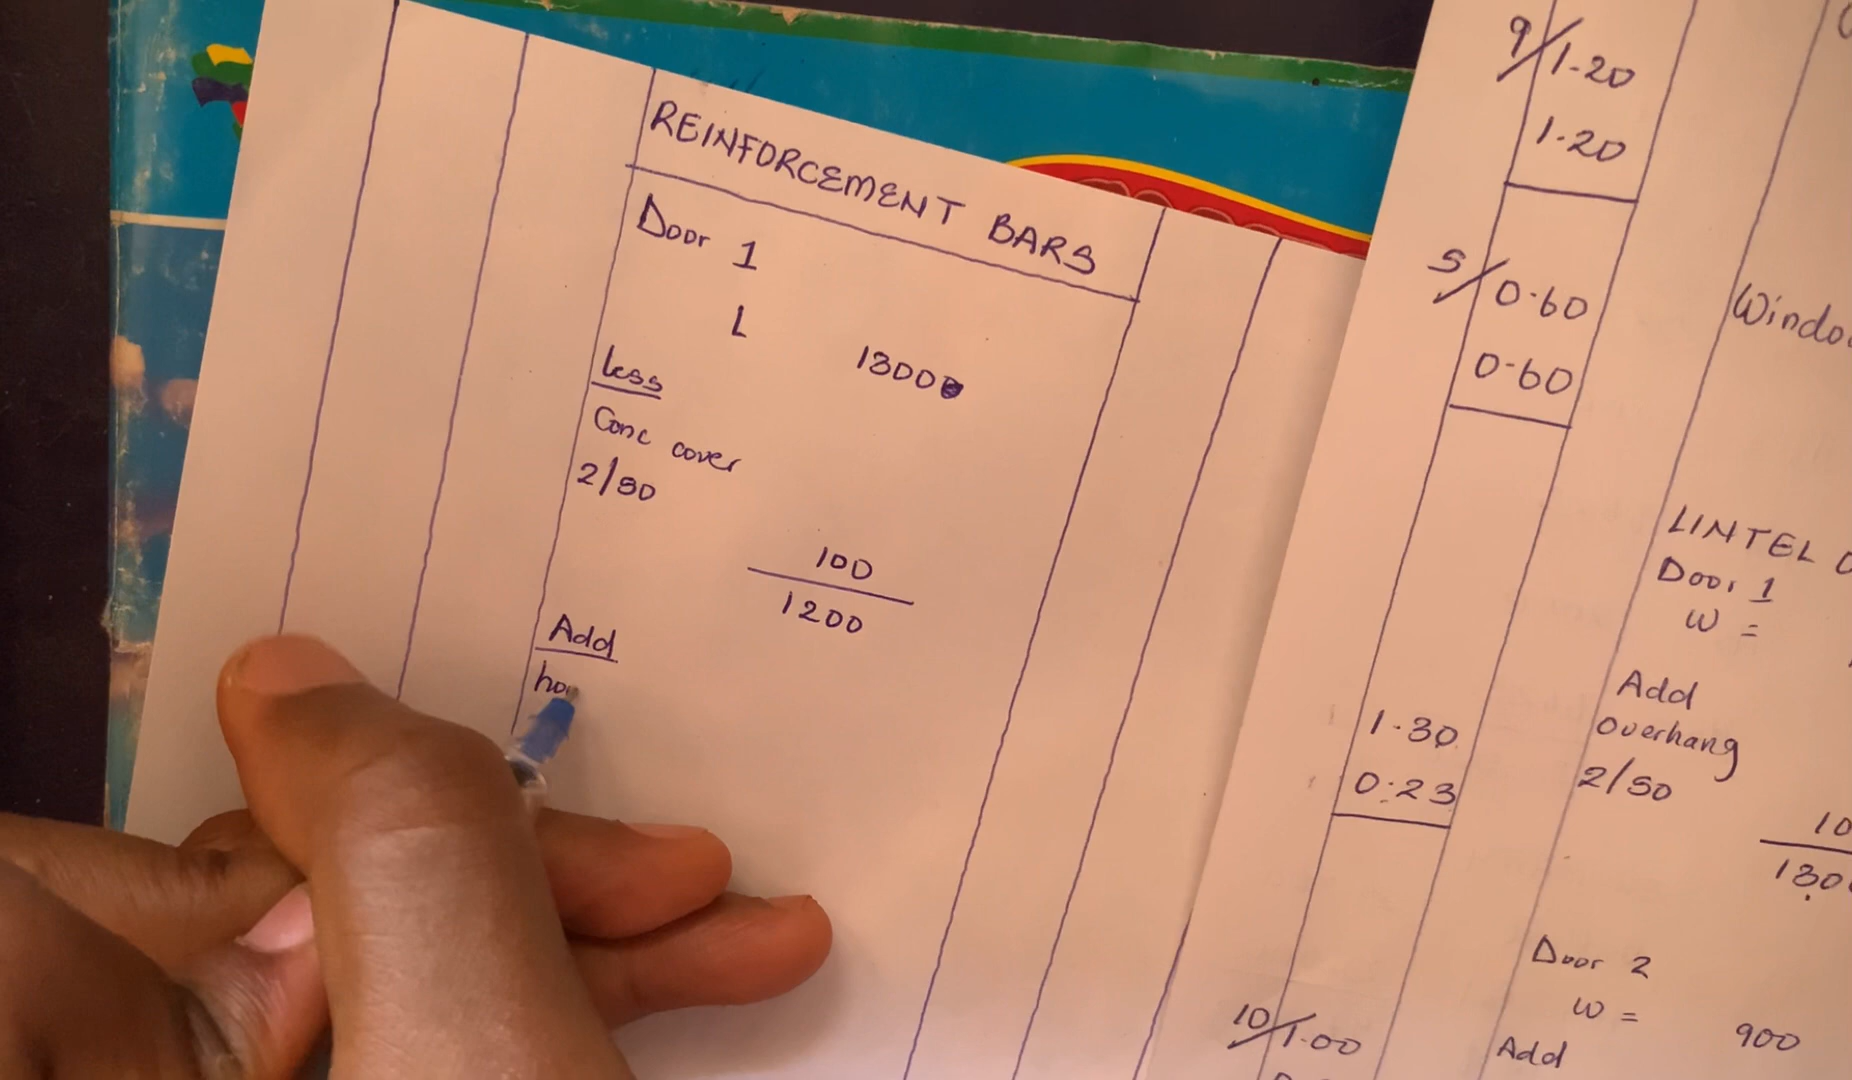 REINFORCEMENT BARS
Door 1
L 1300
less
Conc cover
2/50
100
1200
Add
9/1.20
1.20
5/0.60
0.60
Windo
LINTEL
Door 1
W =
Add
Overhang
2/50
10
130
1.30
0.23
Door 2
W = 900
Add
10/1.00